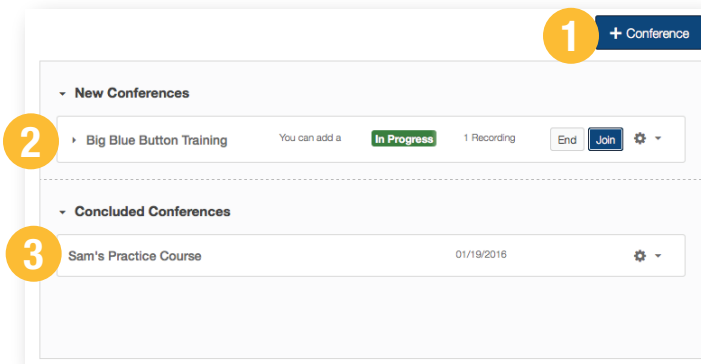 1
+ Conference
New Conferences
2
Big Blue Button Training You can add a In Progress 1 Recording End Join
Concluded Conferences
3
Sam's Practice Course 01/19/2016